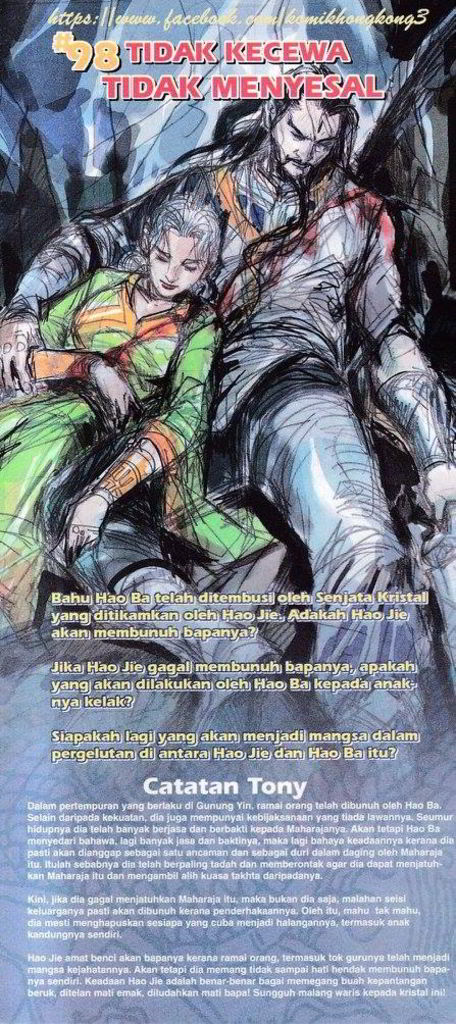 https://www.facebook.com/komikhongkong3
#98 TIDAK KECEWA
TIDAK MENYESAL
Bahu Hao Ba telah ditembusi oleh Senjata Kristal
yang ditikamkan oleh Hao Jie. Adakah Hao Jie
akan membunuh bapanya?
Jika Hao Jie gagal membunuh bapanya, apakah
yang akan dilakukan oleh Hao Ba kepada anak-
nya kelak?
Siapakah lagi yang akan menjadi mangsa dalam
pergelutan di antara Hao Jie dan Hao Ba itu?
Catatan Tony
Dalam pertempuran yang berlaku di Gunung Yin, ramai orang telah dibunuh oleh Hao Ba.
Selain daripada kekuatan, dia juga mempunyai kebijaksanaan yang tiada lawannya. Seumur
hidupnya dia telah banyak berjasa dan berbakti kepada Maharajanya. Akan tetapi Hao Ba
menyedari bahawa, lagi banyak jasa dan baktinya, maka lagi bahaya keadaannya kerana dia
pasti akan dianggap sebagai satu ancaman dan sebagai duri dalam daging oleh Maharaja
itu. Itulah sebabnya dia telah berpaling tadah dan memberontak agar dia dapat menjatuh-
kan Maharaja itu dan mengambil alih kuasa takhta daripadanya.
Kini, jika dia gagal menjatuhkan Maharaja itu, maka bukan dia saja, malahan seisi
keluarganya pasti akan dibunuh kerana penderhakaannya. Oleh itu, mahu tak mahu,
dia mesti menghapuskan sesiapa yang cuba menjadi halangannya, termasuk anak
kandungnya sendiri.
Hao Jie amat benci akan bapanya kerana ramai orang, termasuk tok gurunya telah menjadi
mangsa kejahatannya. Akan tetapi dia memang tidak sampai hati hendak membunuh bapa-
nya sendiri. Keadaan Hao Jie adalah benar-benar bagai memegang buah kepantangan
beruk, ditelan mati emak, diludahkan mati bapa! Sungguh malang waris kepada kristal ini!